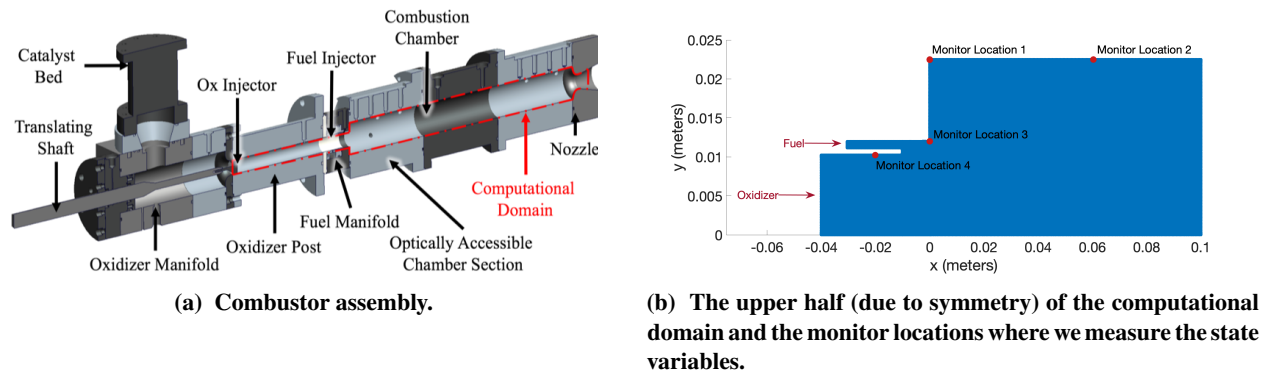 Catalyst
Bed
Translating
Shaft
Ox Injector
Fuel Injector
Combustion
Chamber
Nozzle
Computational
Domain
Fuel Manifold
Oxidizer Post
Optically Accessible
Chamber Section
Oxidizer Manifold
(a) Combustor assembly.
0.025
0.02
0.015
0.01
0.005
0
y (meters)
Monitor Location 1
Monitor Location 2
Fuel
Monitor Location 3
Monitor Location 4
Oxidizer
-0.06 -0.04 -0.02 0 0.02 0.04 0.06 0.08 0.1
x (meters)
(b) The upper half (due to symmetry) of the computational
domain and the monitor locations where we measure the state
variables.